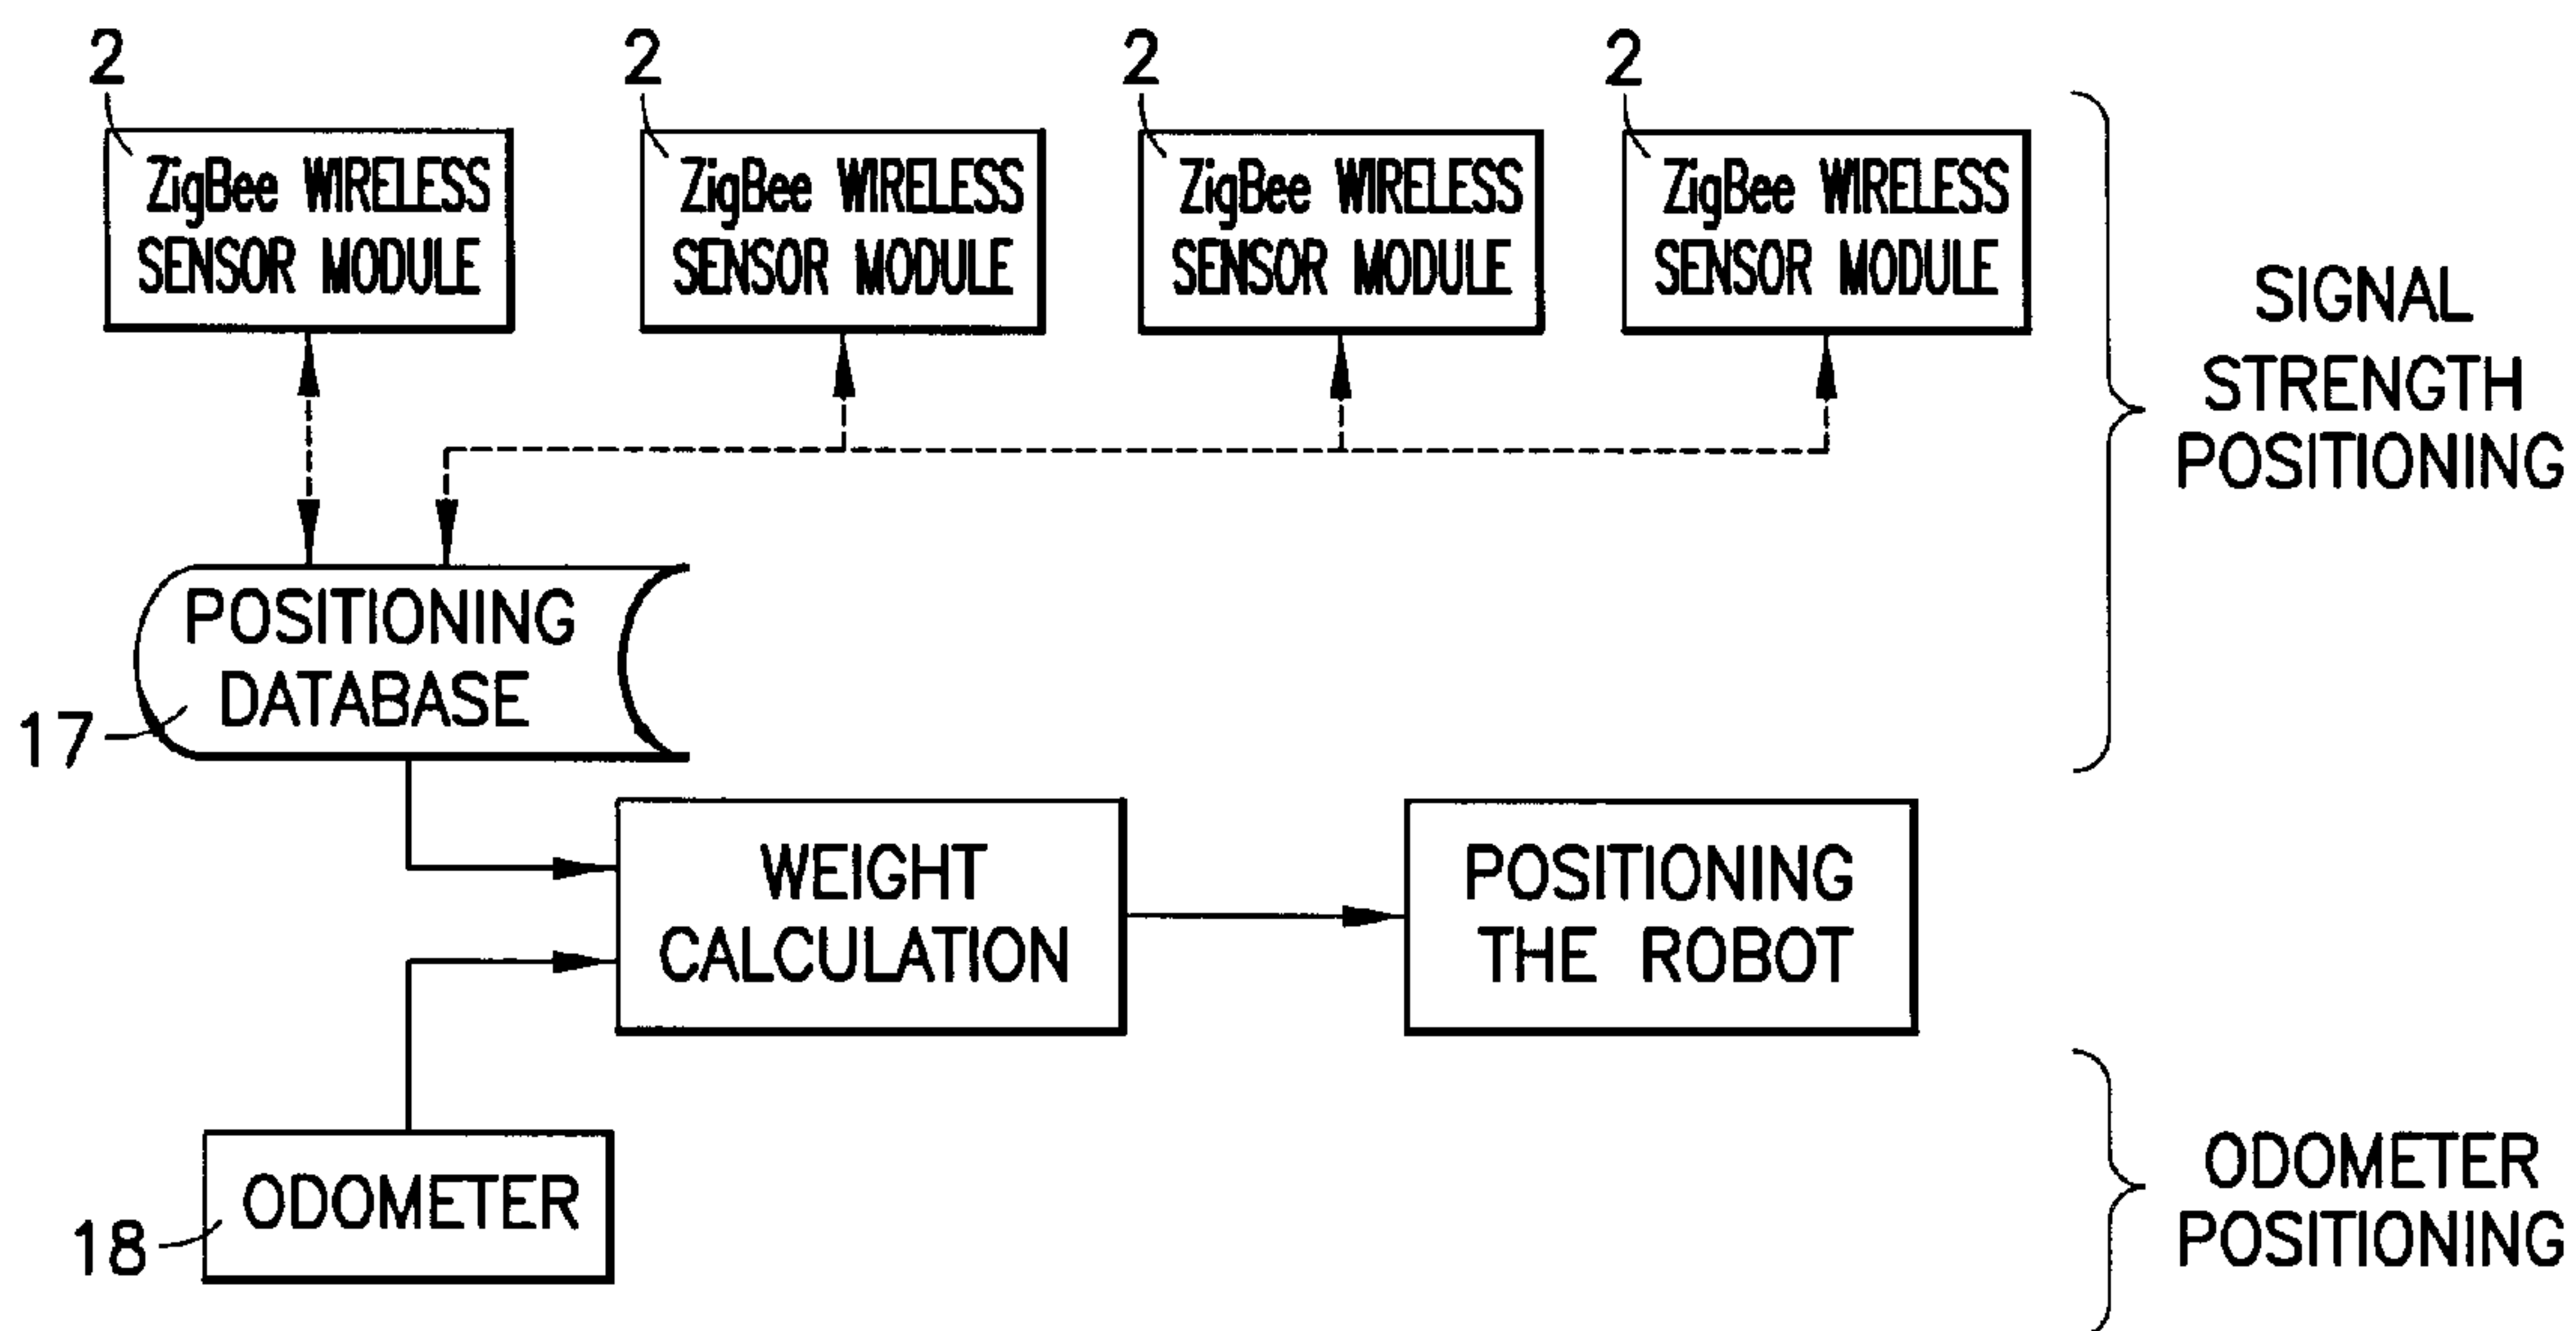 2
2
2
2
ZigBee WIRELESS
SENSOR MODULE
ZigBee WIRELESS
SENSOR MODULE
ZigBee WIRELESS
SENSOR MODULE
ZigBee WIRELESS
SENSOR MODULE
SIGNAL
STRENGTH
POSITIONING
POSITIONING
DATABASE
17
WEIGHT
CALCULATION
POSITIONING
THE ROBOT
ODOMETER
18
ODOMETER
POSITIONING